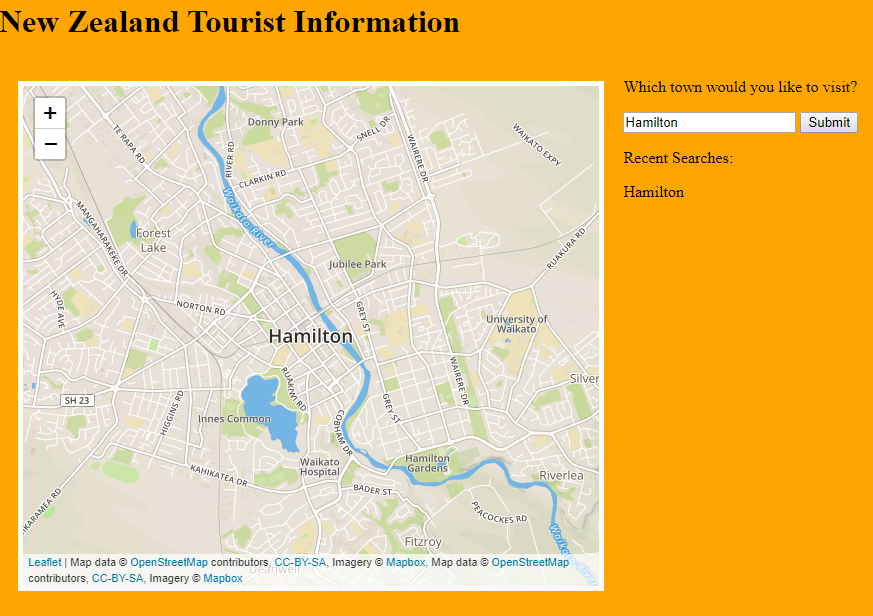 New Zealand Tourist Information
Which town would you like to visit?
Hamilton
Submit
Recent Searches:
Hamilton
+
−
Donny Park
SNELL DR
WAIKATO EXPY
TE RAPA RD
RIVER RD
WAIRERE DR
CLARKIN RD
Waikato River
MANGAHARAKEKE DR
Forest
Lake
RUAKURA RD
Jubilee Park
HYDE AVE
NORTON RD
GREY ST
University of
Waikato
Hamilton
WAIRERE DR
Silver
SH 23
RUAKIWI RD
HIGGINS RD
GREY ST
Innes Common
COBHAM DR
Waikato
Hospital
Hamilton
Gardens
KAHIKATEA DR
Riverlea
BADER ST
PEACOCKES RD
KARAMEA RD
Fitzroy
Waika
Deanwell
-River
Leaflet | Map data © OpenStreetMap contributors, CC-BY-SA, Imagery © Mapbox, Map data © OpenStreetMap
contributors, CC-BY-SA, Imagery © Mapbox